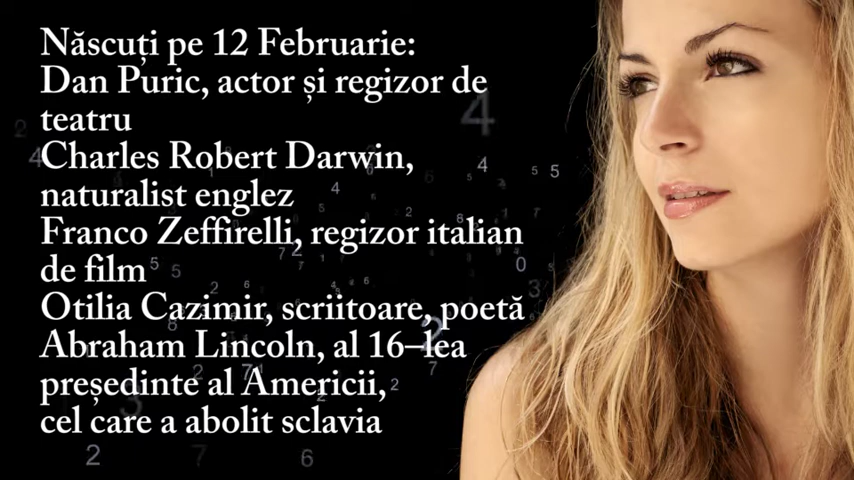 Născuți pe 12 Februarie:
Dan Puric, actor și regizor de
teatru
Charles Robert Darwin,
naturalist englez
Franco Zeffirelli, regizor italian
de film
Otilia Cazimir, scriitoare, poetă
Abraham Lincoln, al 16–lea
președinte al Americii,
cel care a abolit sclavia